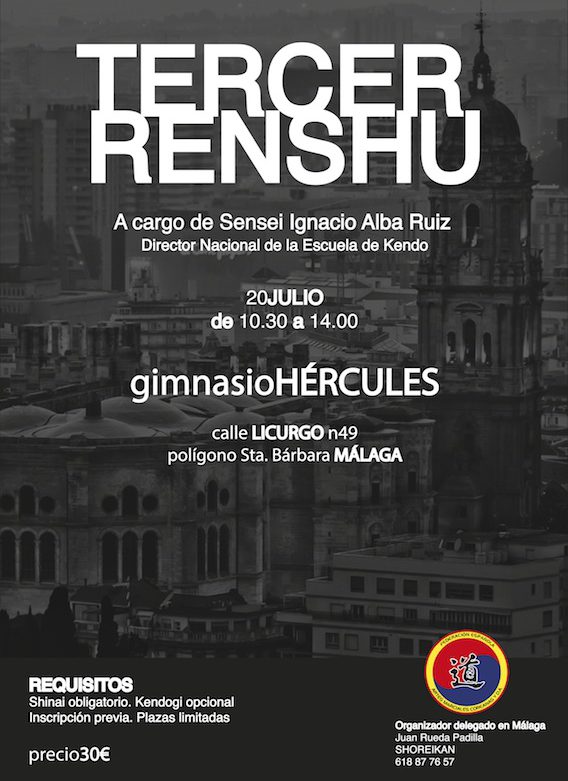 TERCER
RENSHU
A cargo de Sensei Ignacio Alba Ruiz
Director Nacional de la Escuela de Kendo
20JULIO
de 10.30 a 14.00
gimnasioHÉRCULES
calle LICURGO n49
polígono Sta. Bárbara MÁLAGA
REQUISITOS
Shinai obligatorio. Kendogi opcional
Inscripción previa. Plazas limitadas
precio30€
FEDERACIÓN ESPAÑOLA
道
Organizador delegado en Málaga
Juan Rueda Padilla
SHOREIKAN
618 87 76 57